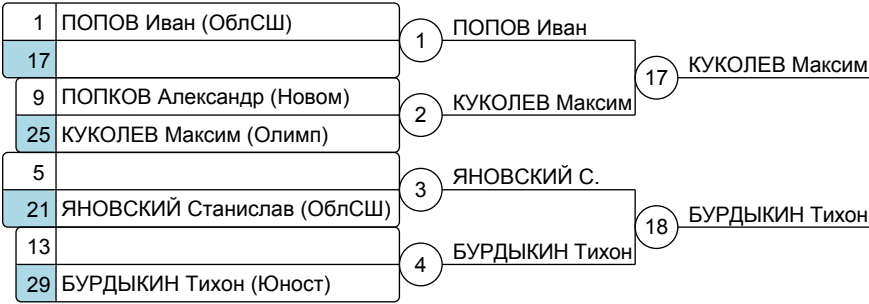 1 ПОПОВ Иван (ОблСШ)
17
1
ПОПОВ Иван
9 ПОПКОВ Александр (Новом)
25 КУКОЛЕВ Максим (Олимп)
2
КУКОЛЕВ Максим
17
КУКОЛЕВ Максим
5
21 ЯНОВСКИЙ Станислав (ОблСШ)
3
ЯНОВСКИЙ С.
13
29 БУРДЫКИН Тихон (Юност)
4
БУРДЫКИН Тихон
18
БУРДЫКИН Тихон